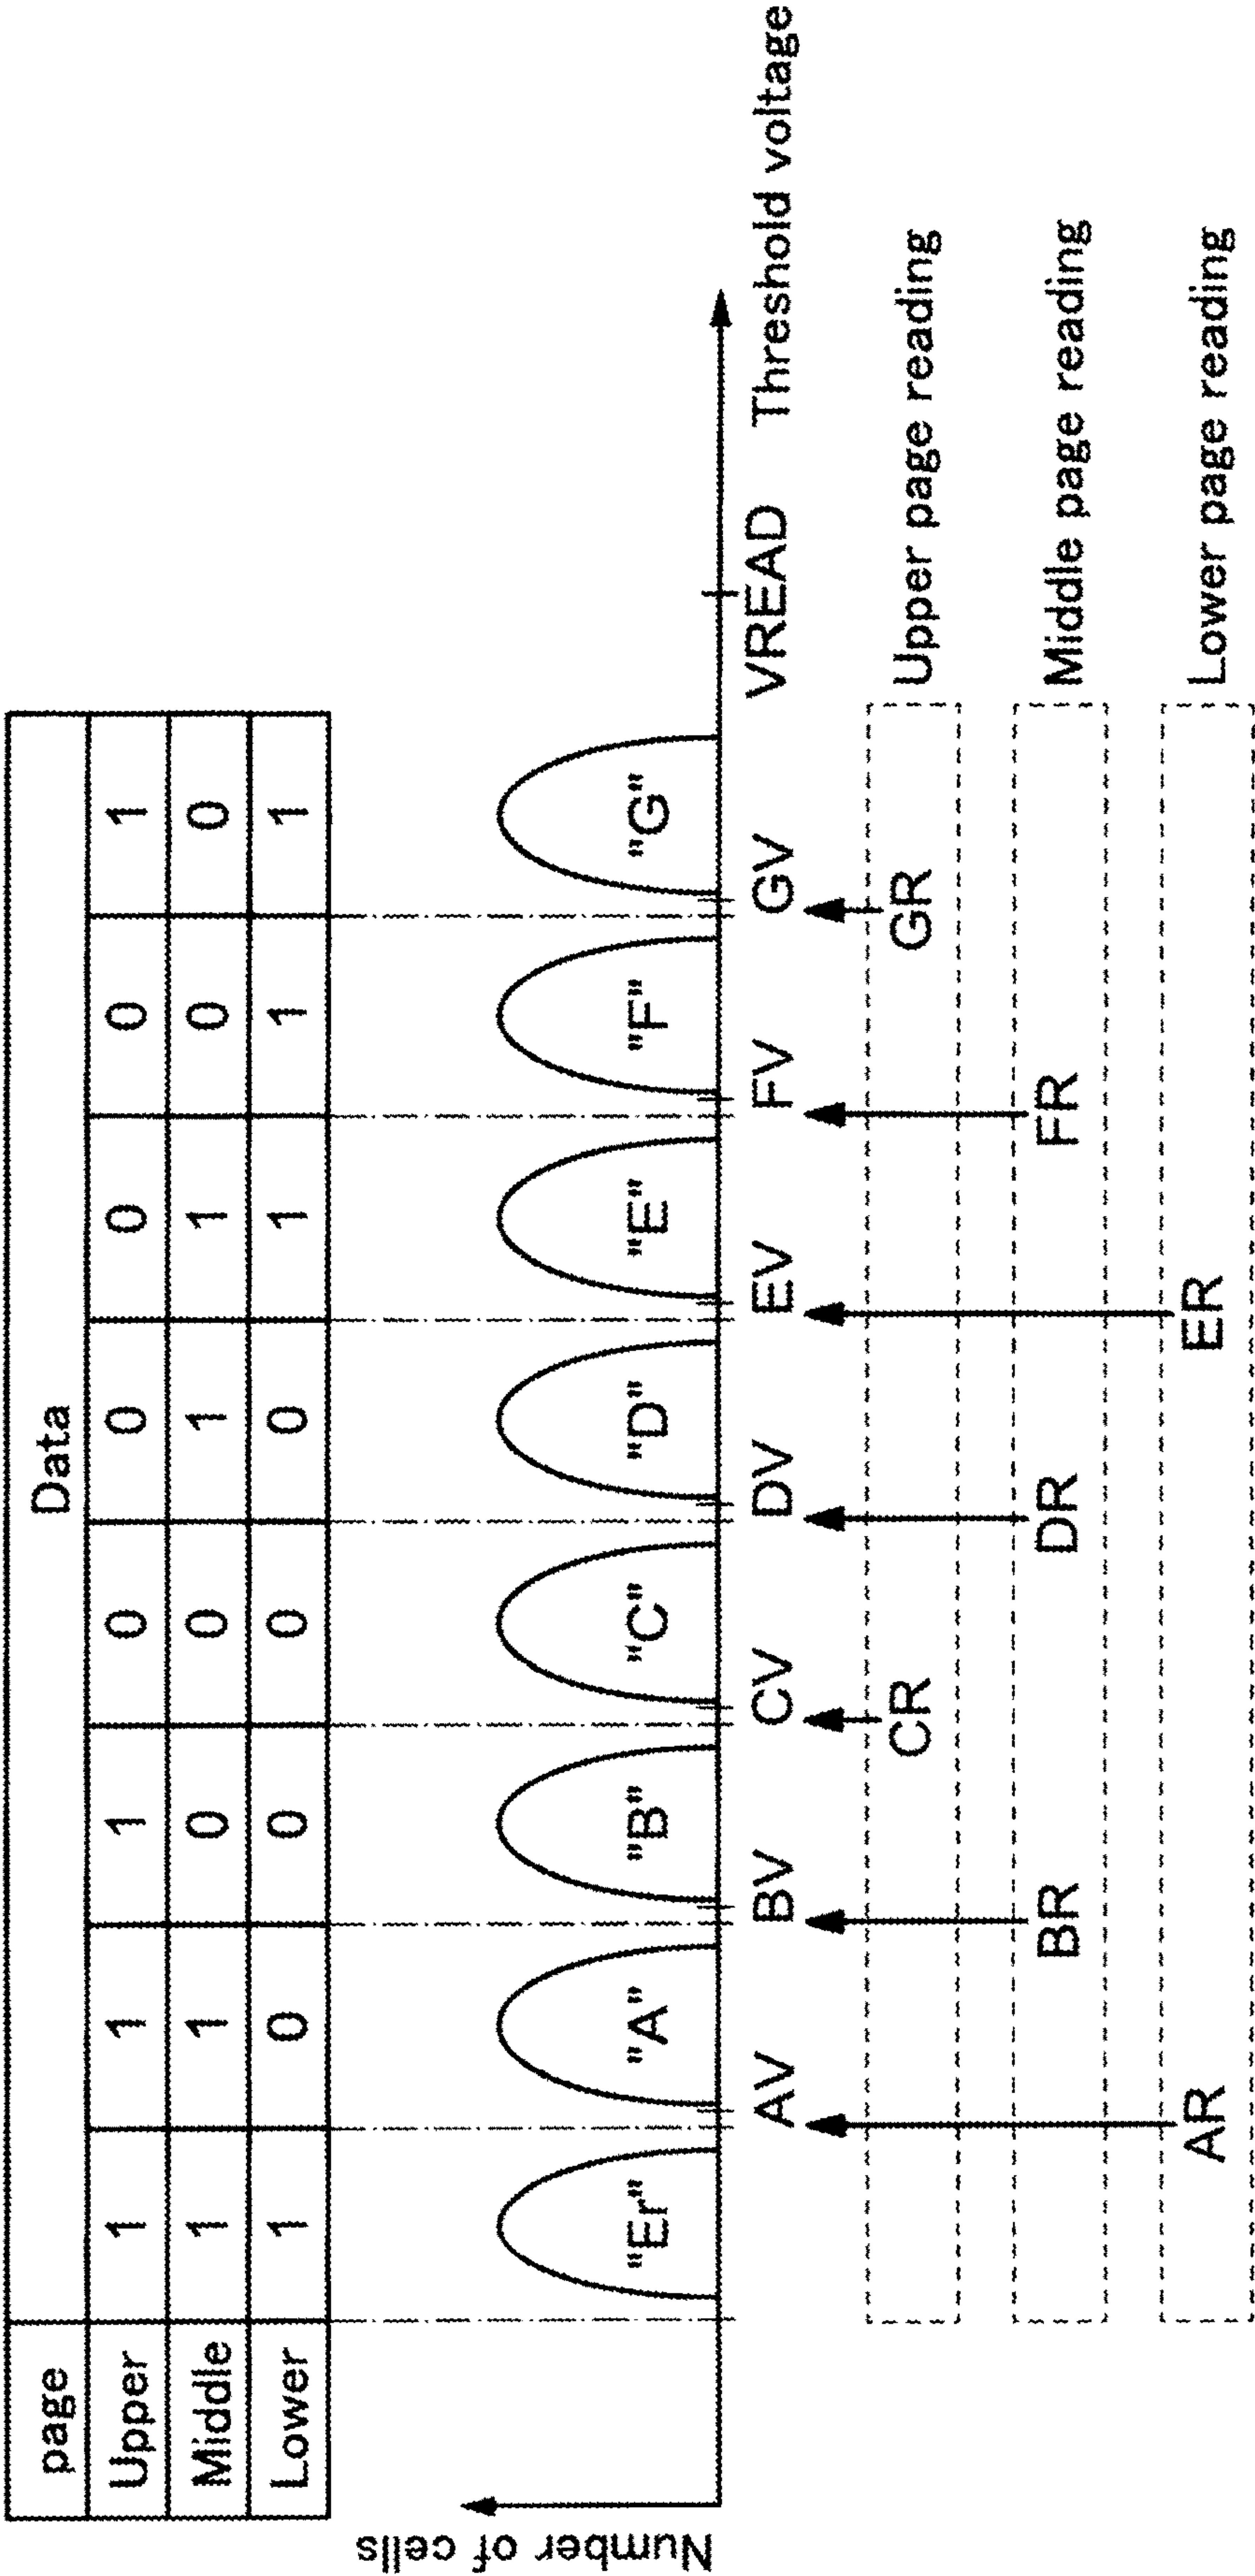 page Data
Upper 1 1 1 0 0 0 0 1
Middle 1 1 0 0 1 1 0 0
Lower 1 0 0 0 0 1 1 1
Number of cells
"Er" "A" "B" "C" "D" "E" "F" "G"
AV BV CV DV EV FV GV VREAD Threshold voltage
CR GR Upper page reading
BR DR FR Middle page reading
AR ER Lower page reading